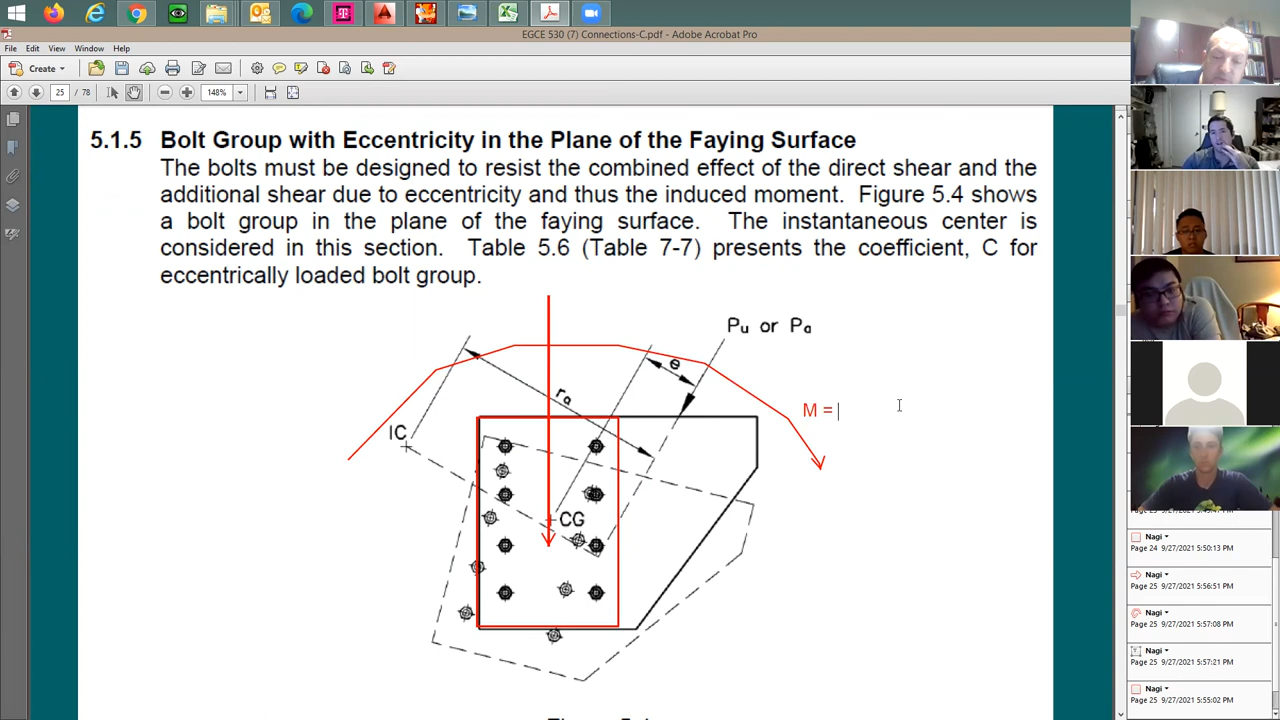 EGCE 530 (7) Connections-C.pdf - Adobe Acrobat Pro
File Edit View Window Help
Create
25 / 78 148%
5.1.5 Bolt Group with Eccentricity in the Plane of the Faying Surface
The bolts must be designed to resist the combined effect of the direct shear and the
additional shear due to eccentricity and thus the induced moment. Figure 5.4 shows
a bolt group in the plane of the faying surface. The instantaneous center is
considered in this section. Table 5.6 (Table 7-7) presents the coefficient, C for
eccentrically loaded bolt group.
Pu or Pa
e
ro
M =
IC
CG
Nagi
Page 24 9/27/2021 5:50:13 PM
Nagi
Page 25 9/27/2021 5:56:51 PM
Nagi
Page 25 9/27/2021 5:57:08 PM
Nagi
Page 25 9/27/2021 5:57:21 PM
Nagi
Page 25 9/27/2021 5:55:02 PM